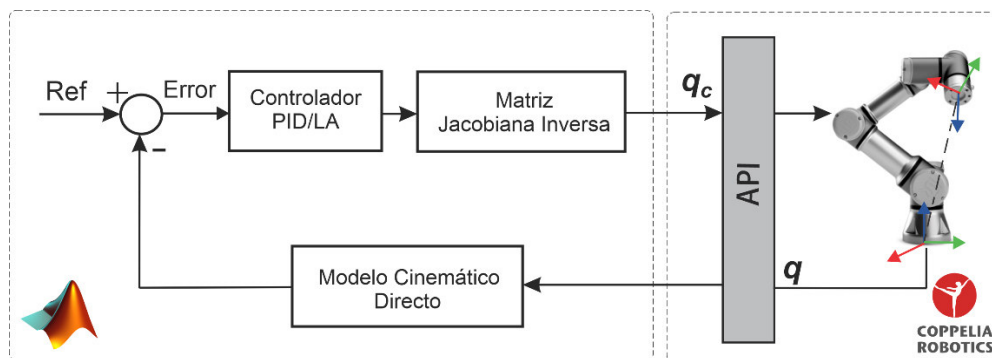 Ref
+
-
Error
Controlador
PID/LA
Matriz
Jacobiana Inversa
q_c
API
Modelo Cinemático
Directo
q
COPPELIA
ROBOTICS